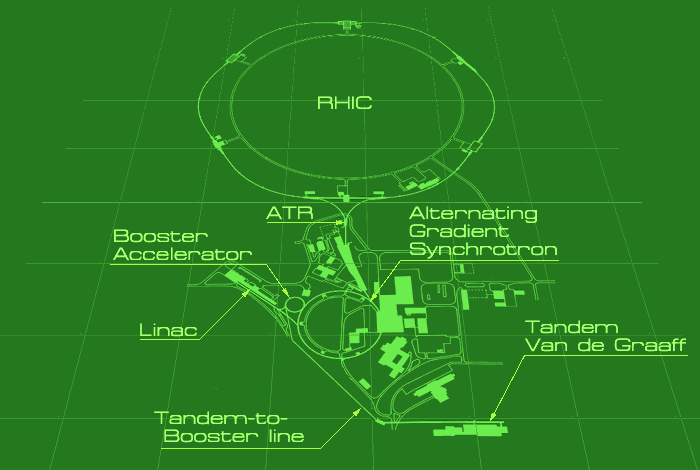 RHIC
ATR
Alternating
Gradient
Synchrotron
Booster
Accelerator
Linac
Tandem
Van de Graaff
Tandem-to-
Booster line